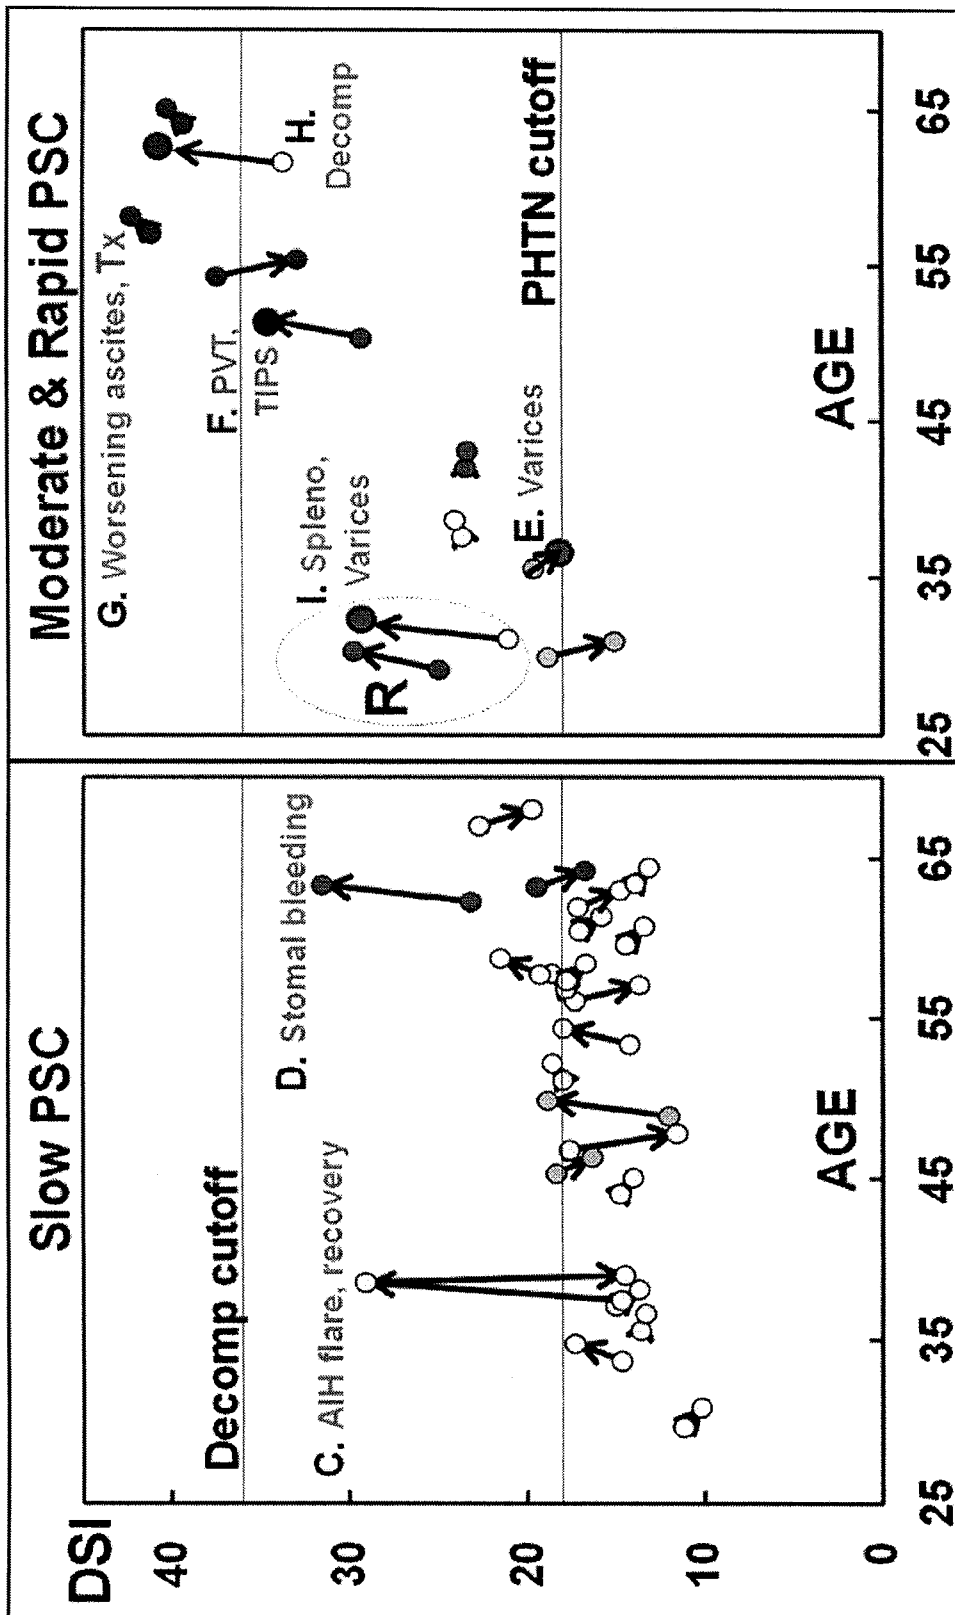 Slow PSC
Moderate & Rapid PSC
DSI
40
30
20
10
0
Decomp cutoff
C. AIH flare, recovery
D. Stomal bleeding
AGE
25
35
45
55
65
G. Worsening ascites, Tx
F. PVT,
TIPS
H.
Decomp
I. Spleno,
Varices
R
E. Varices
PHTN cutoff
AGE
25
35
45
55
65